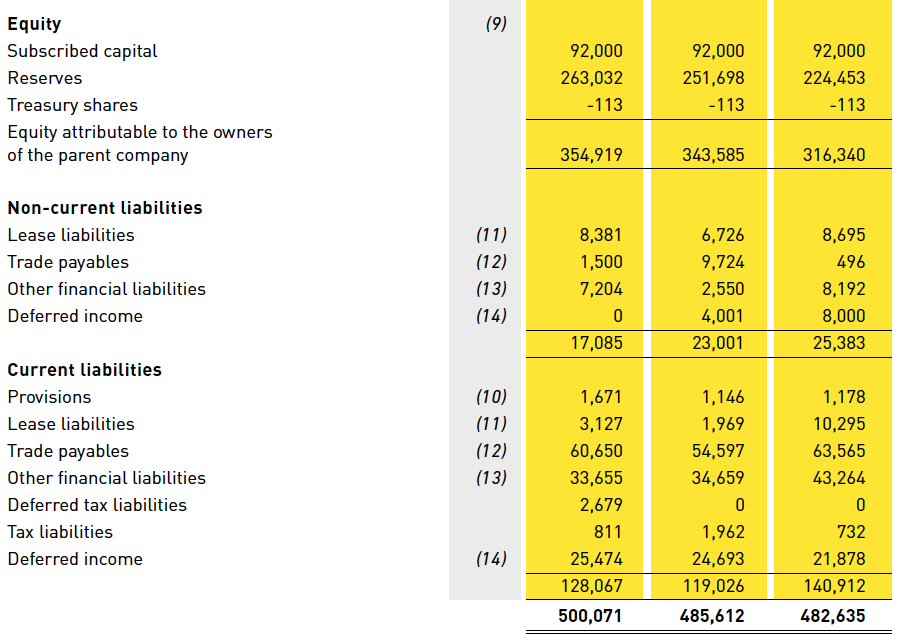 Equity (9)
Subscribed capital 92,000 92,000 92,000
Reserves 263,032 251,698 224,453
Treasury shares -113 -113 -113
Equity attributable to the owners
of the parent company 354,919 343,585 316,340
Non-current liabilities
Lease liabilities (11) 8,381 6,726 8,695
Trade payables (12) 1,500 9,724 496
Other financial liabilities (13) 7,204 2,550 8,192
Deferred income (14) 0 4,001 8,000
17,085 23,001 25,383
Current liabilities
Provisions (10) 1,671 1,146 1,178
Lease liabilities (11) 3,127 1,969 10,295
Trade payables (12) 60,650 54,597 63,565
Other financial liabilities (13) 33,655 34,659 43,264
Deferred tax liabilities 2,679 0 0
Tax liabilities 811 1,962 732
Deferred income (14) 25,474 24,693 21,878
128,067 119,026 140,912
500,071 485,612 482,635